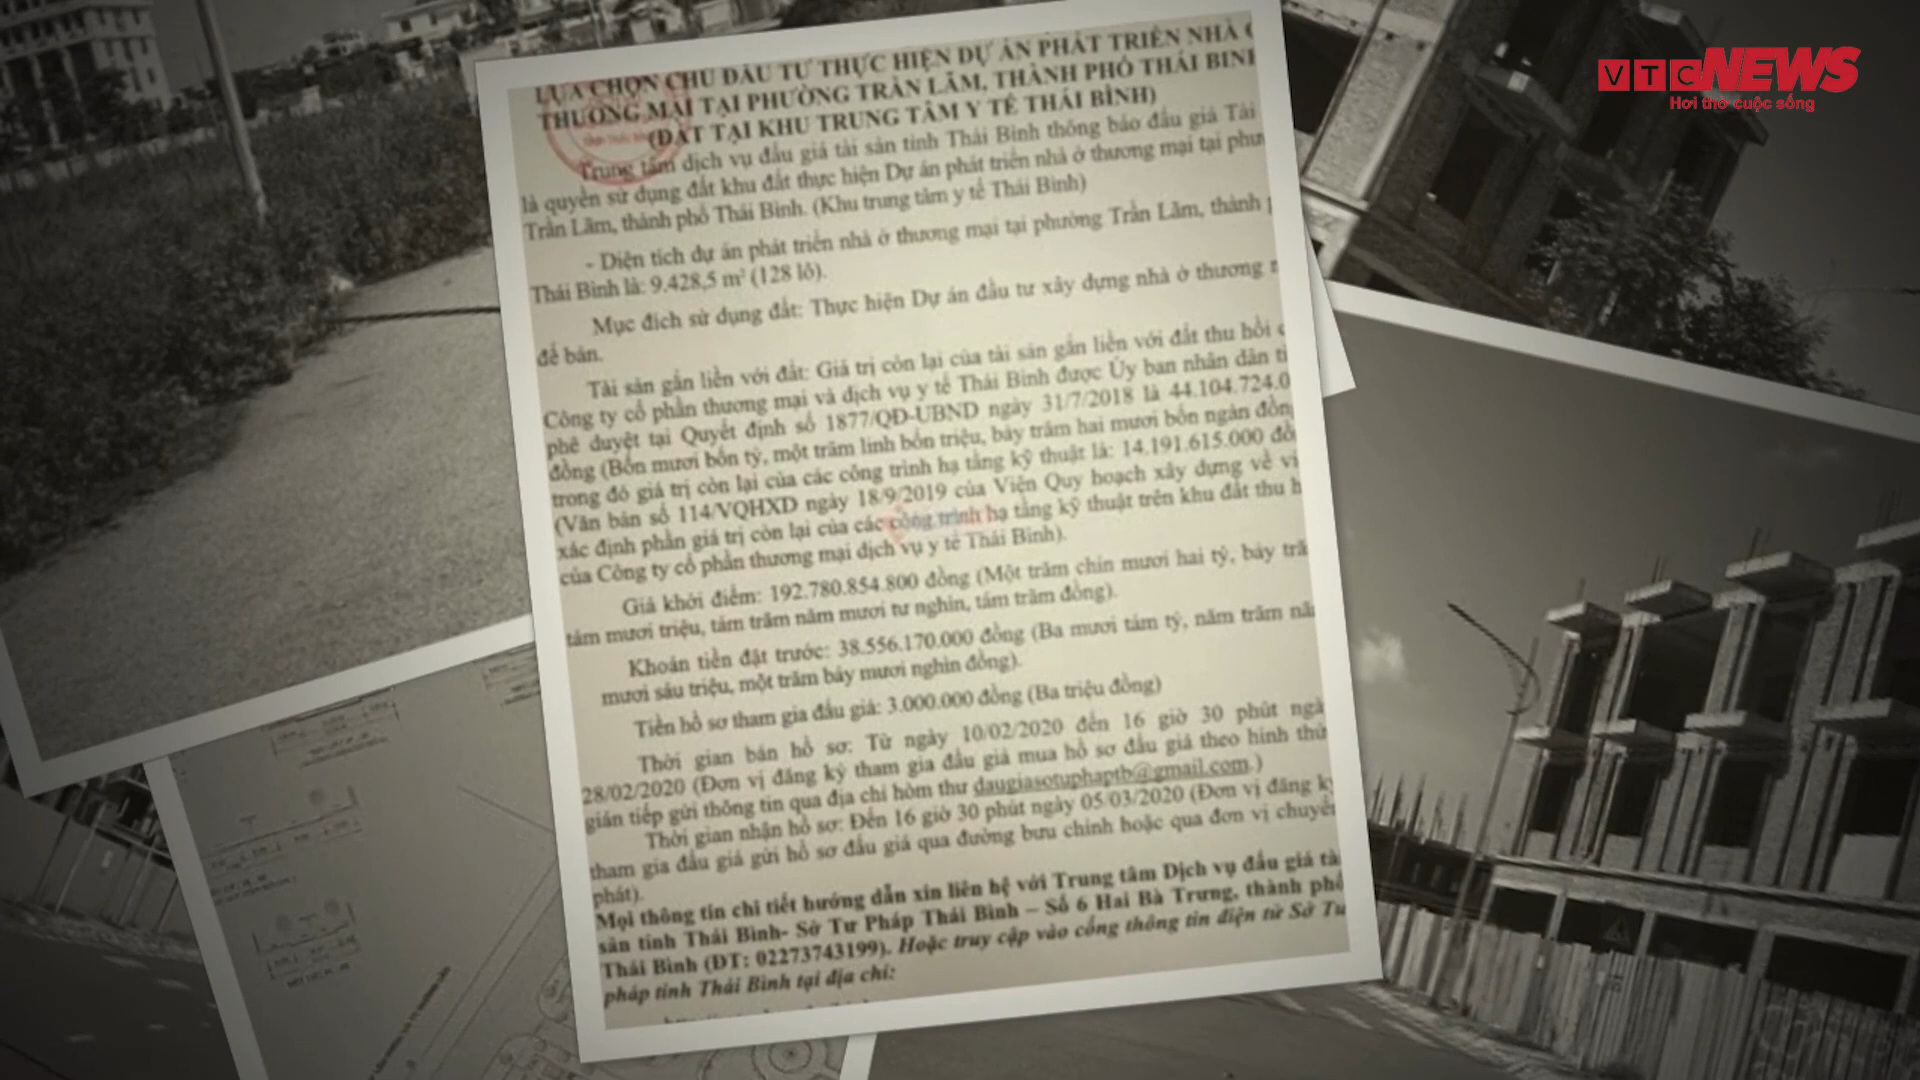 VTC NEWS
Hơi thở cuộc sống
LỰA CHỌN CHỦ ĐẦU TƯ THỰC HIỆN DỰ ÁN PHÁT TRIỂN NHÀ
THƯƠNG MẠI TẠI PHƯỜNG TRẦN LÃM, THÀNH PHỐ THÁI BÌNH
(ĐẤT TẠI KHU TRUNG TÂM Y TẾ THÁI BÌNH)
Trung tâm dịch vụ đấu giá tài sản tỉnh Thái Bình thông báo đấu giá Tài
là quyền sử dụng đất khu đất thực hiện Dự án phát triển nhà ở thương mại tại phư
Trần Lãm, thành phố Thái Bình. (Khu trung tâm y tế Thái Bình)
- Diện tích dự án phát triển nhà ở thương mại tại phường Trần Lãm, thành
Thái Bình là: 9.428,5 m² (128 lô).
Mục đích sử dụng đất: Thực hiện Dự án đầu tư xây dựng nhà ở thương
để bán.
Tài sản gắn liền với đất: Giá trị còn lại của tài sản gắn liền với đất thu hồi
Công ty cổ phần thương mại và dịch vụ y tế Thái Bình được Ủy ban nhân dân
phê duyệt tại Quyết định số 1877/QĐ-UBND ngày 31/7/2018 là 44.104.724.0
đồng (Bốn mươi bốn tỷ, một trăm linh bốn triệu, bảy trăm hai mươi bốn ngàn đồng
trong đó giá trị còn lại của các công trình hạ tầng kỹ thuật là: 14.191.615.000 đồ
(Văn bản số 114/VQHXD ngày 18/9/2019 của Viện Quy hoạch xây dựng về vi
xác định phần giá trị còn lại của các công trình hạ tầng kỹ thuật trên khu đất thu h
của Công ty cổ phần thương mại dịch vụ y tế Thái Bình).
Giá khởi điểm: 192.780.854.800 đồng (Một trăm chín mươi hai tỷ, bảy tră
tám mươi triệu, tám trăm năm mươi tư nghìn, tám trăm đồng).
Khoản tiền đặt trước: 38.556.170.000 đồng (Ba mươi tám tỷ, năm trăm nă
mươi sáu triệu, một trăm bảy mươi nghìn đồng).
Tiền hồ sơ tham gia đấu giá: 3.000.000 đồng (Ba triệu đồng)
Thời gian bán hồ sơ: Từ ngày 10/02/2020 đến 16 giờ 30 phút ngà
28/02/2020 (Đơn vị đăng ký tham gia đấu giá mua hồ sơ đấu giá theo hình thứ
gián tiếp gửi thông tin qua địa chỉ hòm thư daugiasotuphaptb@gmail.com.)
Thời gian nhận hồ sơ: Đến 16 giờ 30 phút ngày 05/03/2020 (Đơn vị đăng ký
tham gia đấu giá gửi hồ sơ đấu giá qua đường bưu chính hoặc qua đơn vị chuyển
phát).
Mọi thông tin chi tiết hướng dẫn xin liên hệ với Trung tâm Dịch vụ đấu giá tài
sản tỉnh Thái Bình- Sở Tư Pháp Thái Bình – Số 6 Hai Bà Trưng, thành phố
Thái Bình (ĐT: 02273743199). Hoặc truy cập vào cổng thông tin điện tử Sở Tư
pháp tỉnh Thái Bình tại địa chỉ: